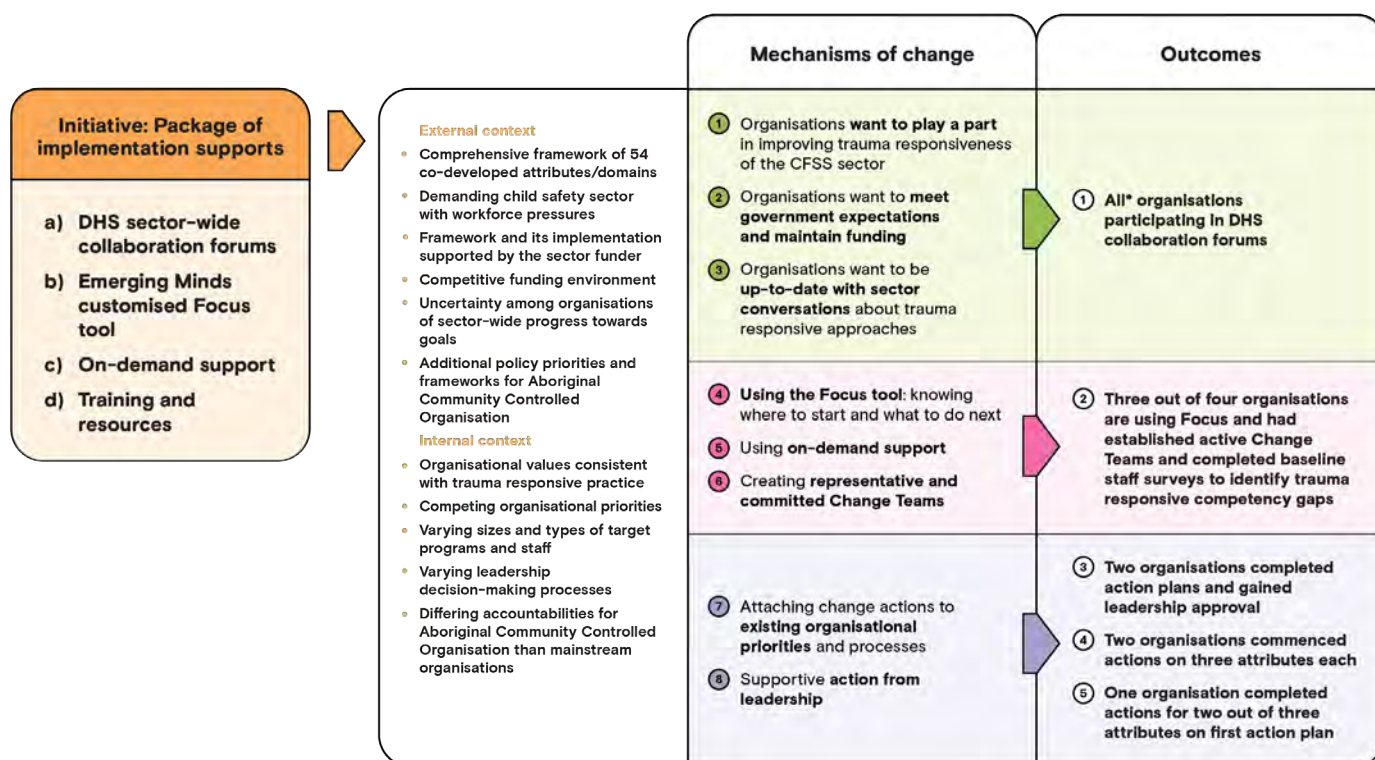 Initiative: Package of
implementation supports
a) DHS sector-wide
collaboration forums
b) Emerging Minds
customised Focus
tool
c) On-demand support
d) Training and
resources
External context
• Comprehensive framework of 54
co-developed attributes/domains
• Demanding child safety sector
with workforce pressures
• Framework and its implementation
supported by the sector funder
• Competitive funding environment
• Uncertainty among organisations
of sector-wide progress towards
goals
• Additional policy priorities and
frameworks for Aboriginal
Community Controlled
Organisation
Internal context
• Organisational values consistent
with trauma responsive practice
• Competing organisational priorities
• Varying sizes and types of target
programs and staff
• Varying leadership
decision-making processes
• Differing accountabilities for
Aboriginal Community Controlled
Organisation than mainstream
organisations
Mechanisms of change
1 Organisations want to play a part
in improving trauma responsiveness
of the CFSS sector
2 Organisations want to meet
government expectations
and maintain funding
3 Organisations want to be
up-to-date with sector
conversations about trauma
responsive approaches
4 Using the Focus tool: knowing
where to start and what to do next
5 Using on-demand support
6 Creating representative and
committed Change Teams
7 Attaching change actions to
existing organisational
priorities and processes
8 Supportive action from
leadership
Outcomes
1 All* organisations
participating in DHS
collaboration forums
2 Three out of four organisations
are using Focus and had
established active Change
Teams and completed baseline
staff surveys to identify trauma
responsive competency gaps
3 Two organisations completed
action plans and gained
leadership approval
4 Two organisations commenced
actions on three attributes each
5 One organisation completed
actions for two out of three
attributes on first action plan